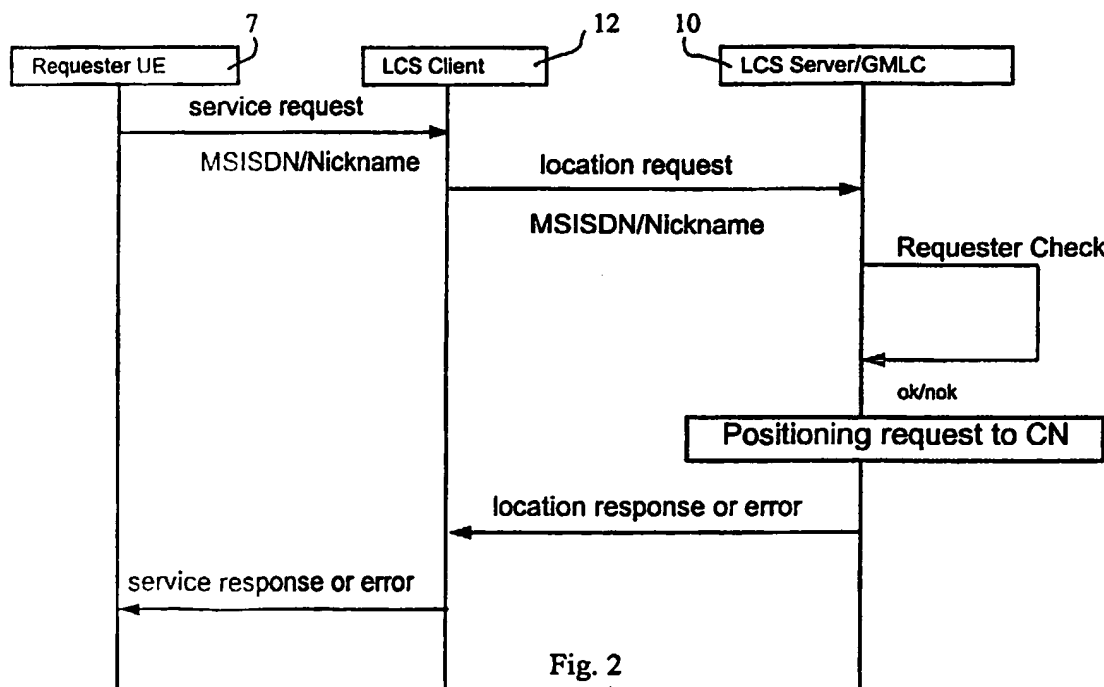 7
12
10
Requester UE
LCS Client
LCS Server/GMLC
service request
MSISDN/Nickname
location request
MSISDN/Nickname
Requester Check
ok/nok
Positioning request to CN
location response or error
service response or error
Fig. 2